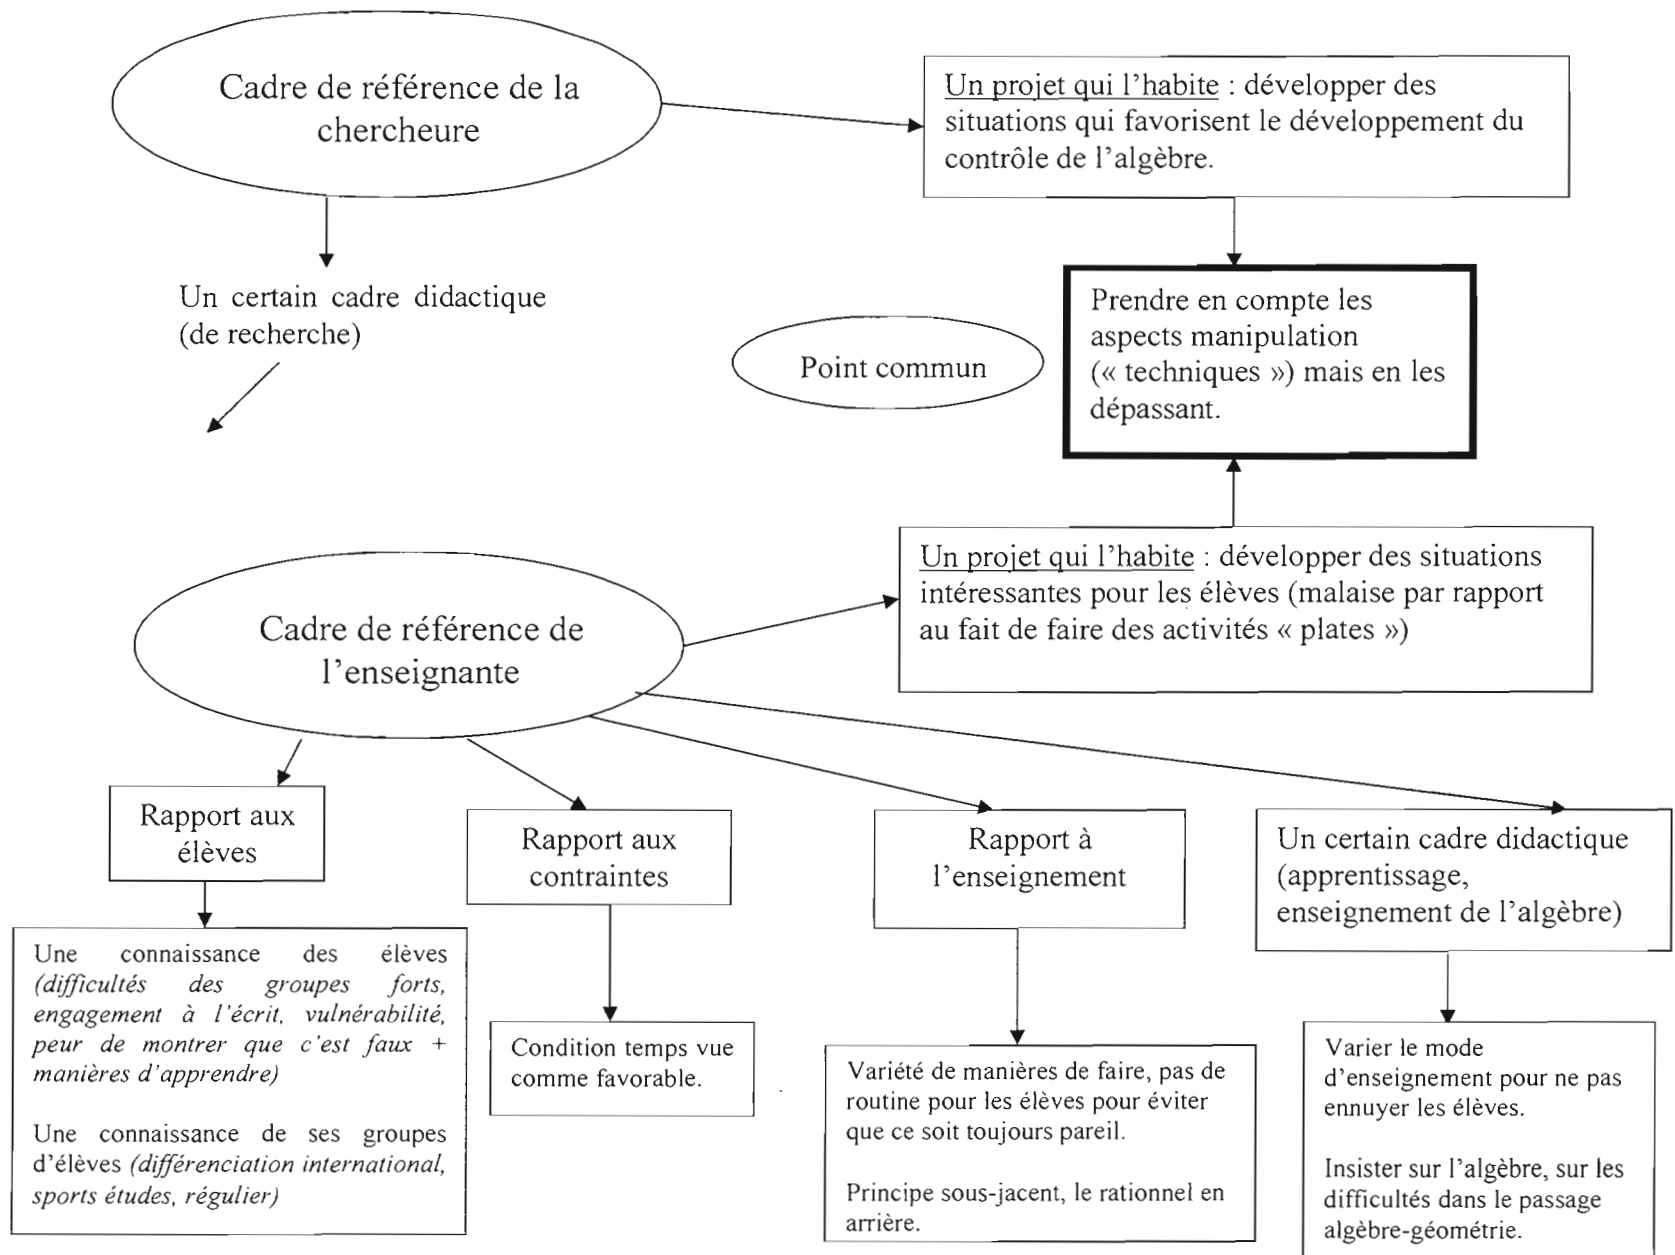 Cadre de référence de la
chercheure
Un projet qui l'habite : développer des
situations qui favorisent le développement du
contrôle de l'algèbre.
Un certain cadre didactique
(de recherche)
Point commun
Prendre en compte les
aspects manipulation
(« techniques ») mais en les
dépassant.
Un projet qui l'habite : développer des situations
intéressantes pour les élèves (malaise par rapport
au fait de faire des activités « plates »)
Cadre de référence de
l'enseignante
Rapport aux
élèves
Rapport aux
contraintes
Rapport à
l'enseignement
Un certain cadre didactique
(apprentissage,
enseignement de l'algèbre)
Une connaissance des élèves
(difficultés des groupes forts,
engagement à l'écrit, vulnérabilité,
peur de montrer que c'est faux +
manières d'apprendre)
Une connaissance de ses groupes
d'élèves (différenciation international,
sports études, régulier)
Condition temps vue
comme favorable.
Variété de manières de faire, pas de
routine pour les élèves pour éviter
que ce soit toujours pareil.
Principe sous-jacent, le rationnel en
arrière.
Varier le mode
d'enseignement pour ne pas
ennuyer les élèves.
Insister sur l'algèbre, sur les
difficultés dans le passage
algèbre-géométrie.